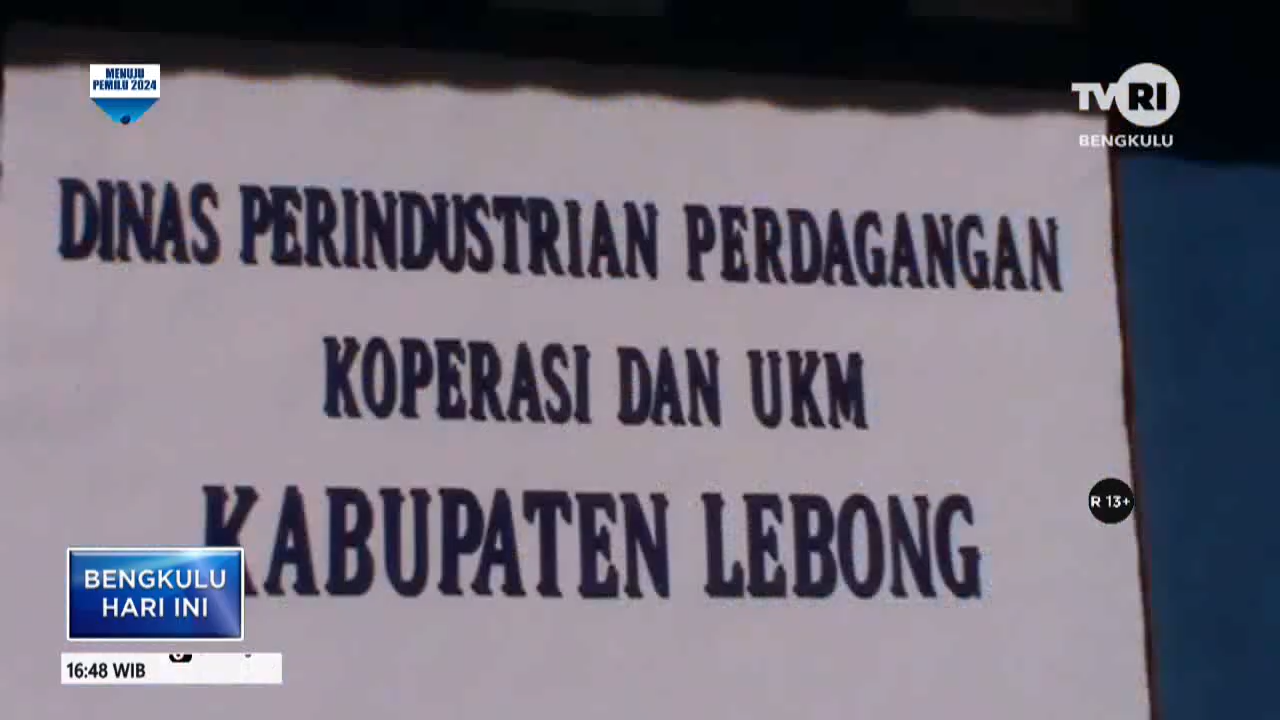 MENUJU
PEMILU 2024
TVRI
BENGKULU
DINAS PERINDUSTRIAN PERDAGANGAN
KOPERASI DAN UKM
KABUPATEN LEBONG
R 13+
BENGKULU
HARI INI
16:48 WIB